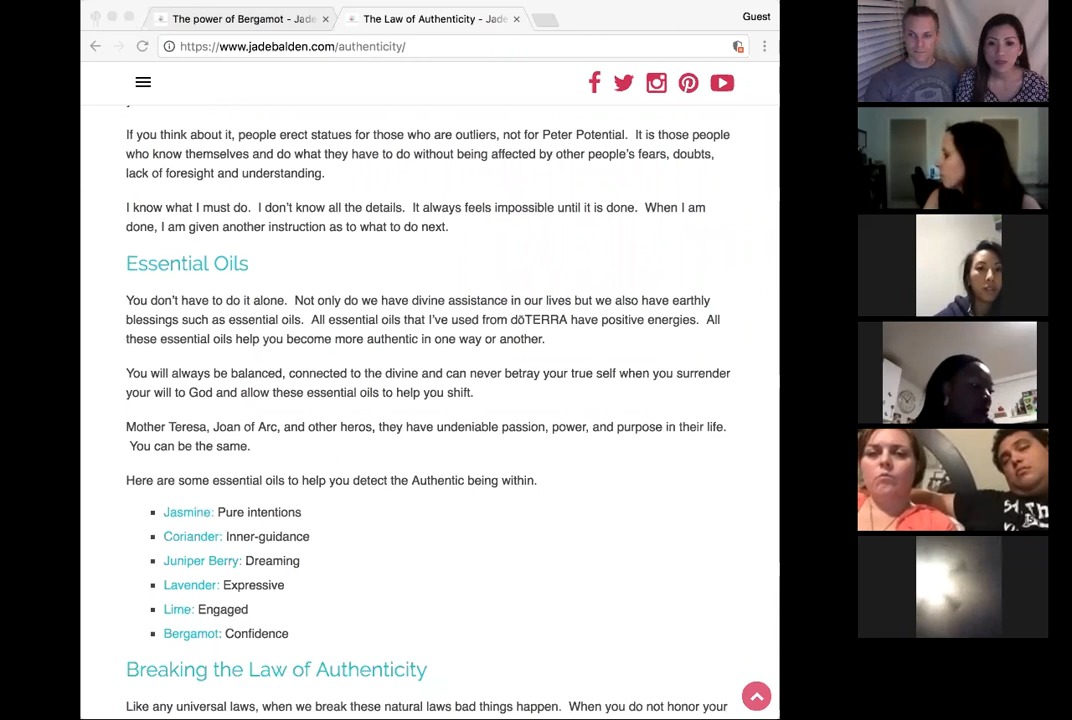 The power of Bergamot - Jade
The Law of Authenticity - Jade
Guest
https://www.jadebalden.com/authenticity/
If you think about it, people erect statues for those who are outliers, not for Peter Potential.  It is those people
who know themselves and do what they have to do without being affected by other people's fears, doubts,
lack of foresight and understanding.
I know what I must do.  I don't know all the details.  It always feels impossible until it is done.  When I am
done, I am given another instruction as to what to do next.
Essential Oils
You don't have to do it alone.  Not only do we have divine assistance in our lives but we also have earthly
blessings such as essential oils.  All essential oils that I've used from dōTERRA have positive energies.  All
these essential oils help you become more authentic in one way or another.
You will always be balanced, connected to the divine and can never betray your true self when you surrender
your will to God and allow these essential oils to help you shift.
Mother Teresa, Joan of Arc, and other heros, they have undeniable passion, power, and purpose in their life.
You can be the same.
Here are some essential oils to help you detect the Authentic being within.
Jasmine: Pure intentions
Coriander: Inner-guidance
Juniper Berry: Dreaming
Lavender: Expressive
Lime: Engaged
Bergamot: Confidence
Breaking the Law of Authenticity
Like any universal laws, when we break these natural laws bad things happen.  When you do not honor your